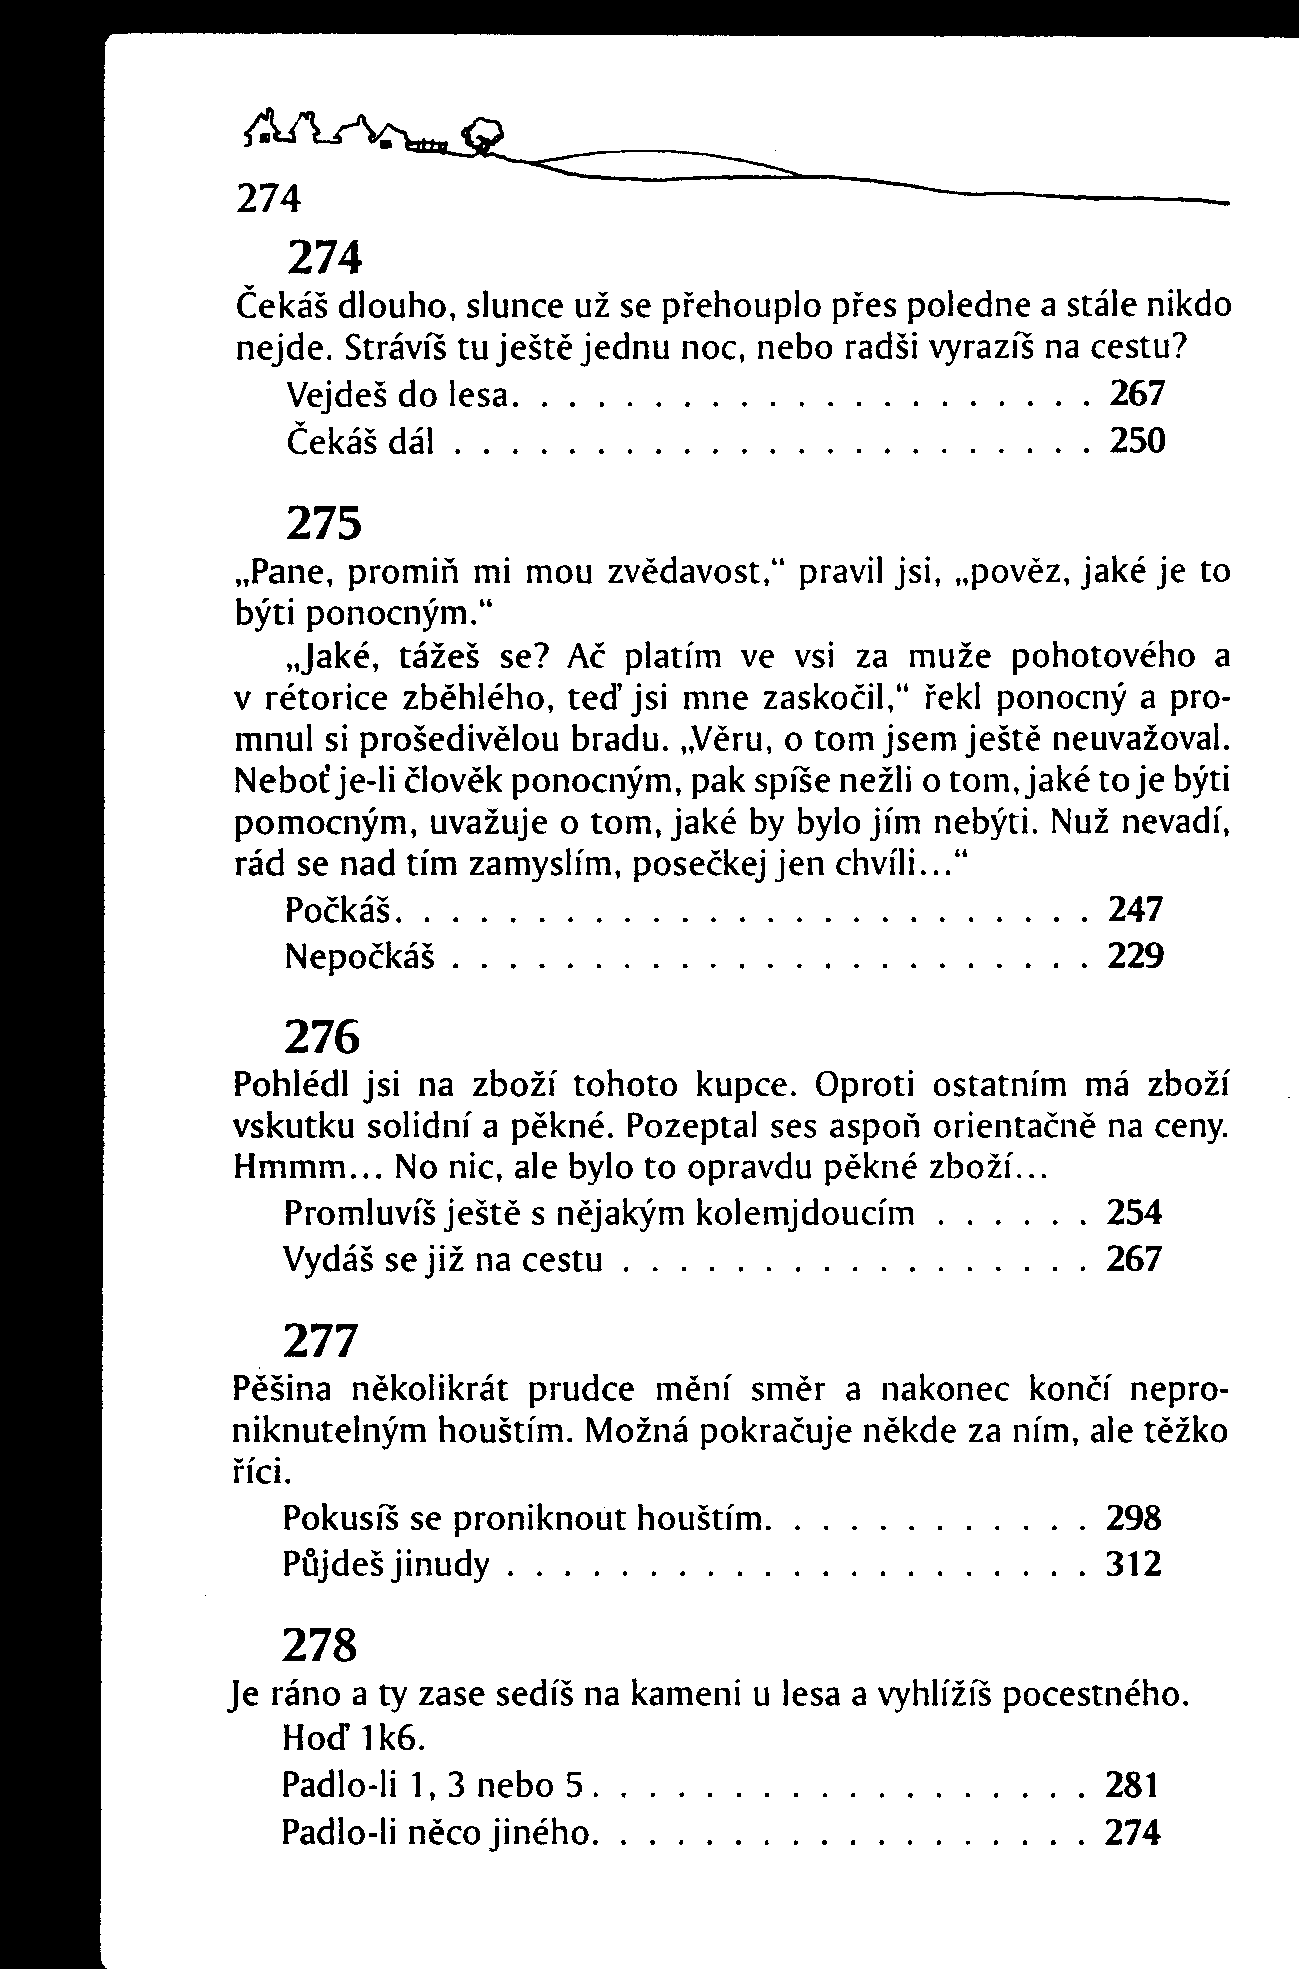 274
274
Čekáš dlouho, slunce už se přehouplo přes poledne a stále nikdo
nejde. Strávíš tu ještě jednu noc, nebo radši vyrazíš na cestu?
Vejdeš do lesa. . . . . . . . . . . . . . . . . . . . . 267
Čekáš dál . . . . . . . . . . . . . . . . . . . . . . . 250
275
„Pane, promiň mi mou zvědavost,“ pravil jsi, „pověz, jaké je to
býti ponocným.“
„Jaké, tážeš se? Ač platím ve vsi za muže pohotového a
v rétorice zběhlého, teď jsi mne zaskočil,“ řekl ponocný a pro-
mnul si prošedivělou bradu. „Věru, o tom jsem ještě neuvažoval.
Neboť je-li člověk ponocným, pak spíše nežli o tom, jaké to je býti
pomocným, uvažuje o tom, jaké by bylo jím nebýti. Nuž nevadí,
rád se nad tím zamyslím, posečkej jen chvíli...“
Počkáš. . . . . . . . . . . . . . . . . . . . . . . . . 247
Nepočkáš . . . . . . . . . . . . . . . . . . . . . . . 229
276
Pohlédl jsi na zboží tohoto kupce. Oproti ostatním má zboží
vskutku solidní a pěkné. Pozeptal ses aspoň orientačně na ceny.
Hmmm... No nic, ale bylo to opravdu pěkné zboží...
Promluvíš ještě s nějakým kolemjdoucím . . . . . . 254
Vydáš se již na cestu . . . . . . . . . . . . . . . . . 267
277
Pěšina několikrát prudce mění směr a nakonec končí nepro-
niknutelným houštím. Možná pokračuje někde za ním, ale těžko
říci.
Pokusíš se proniknout houštím. . . . . . . . . . . . 298
Půjdeš jinudy . . . . . . . . . . . . . . . . . . . . . 312
278
Je ráno a ty zase sedíš na kameni u lesa a vyhlížíš pocestného.
Hoď 1k6.
Padlo-li 1, 3 nebo 5. . . . . . . . . . . . . . . . . . 281
Padlo-li něco jiného. . . . . . . . . . . . . . . . . . 274